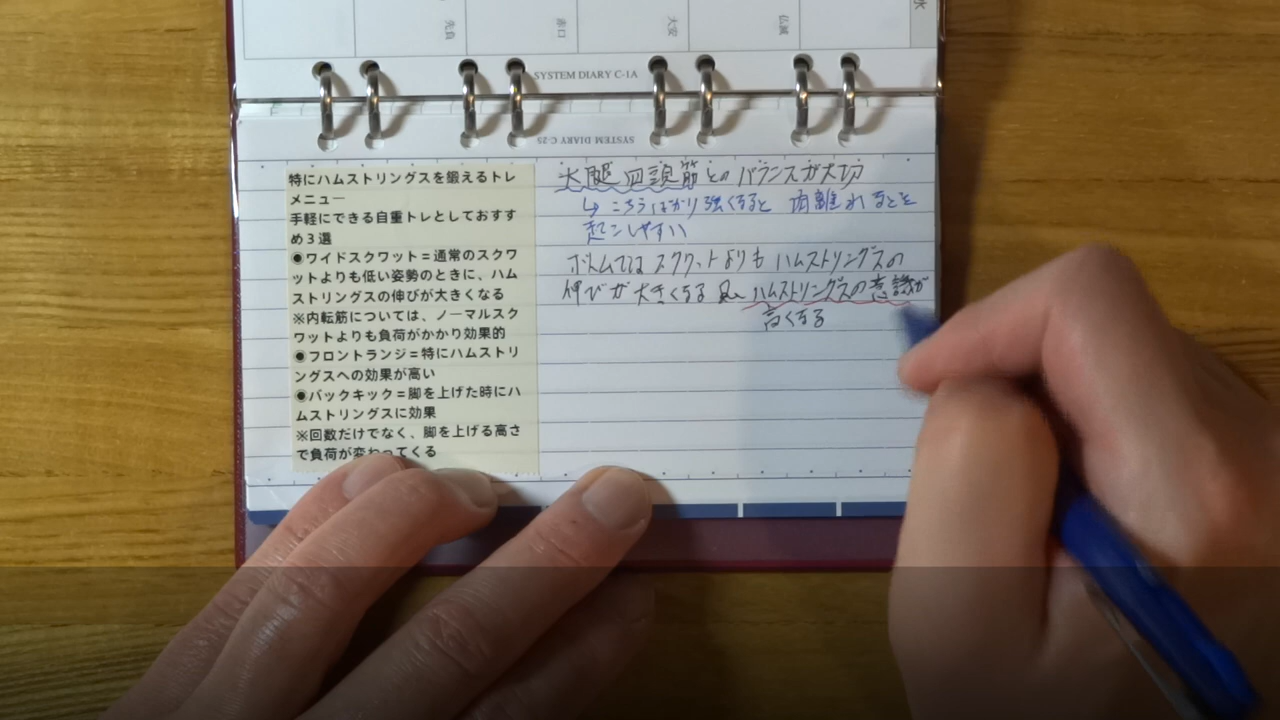 水
先負
赤口
大安
仏滅
SYSTEM DIARY C-1A
SYSTEM DIARY C-25
特にハムストリングスを鍛えるトレ
メニュー
手軽にできる自重トレとしておすす
め3選
◉ワイドスクワット＝通常のスクワ
ットよりも低い姿勢のときに、ハム
ストリングスの伸びが大きくなる
※内転筋については、ノーマルスク
ワットよりも負荷がかかり効果的
◉フロントランジ＝特にハムストリ
ングスへの効果が高い
◉バックキック＝脚を上げた時にハ
ムストリングスに効果
※回数だけでなく、脚を上げる高さ
で負荷が変わってくる
大腿四頭筋とのバランスが大切
↳ こちらばかり強くなると 肉離れなどを
起こしやすい
ボトムではスクワットよりも ハムストリングスの
伸びが大きくなる ハムストリングスの意識が
高くなる